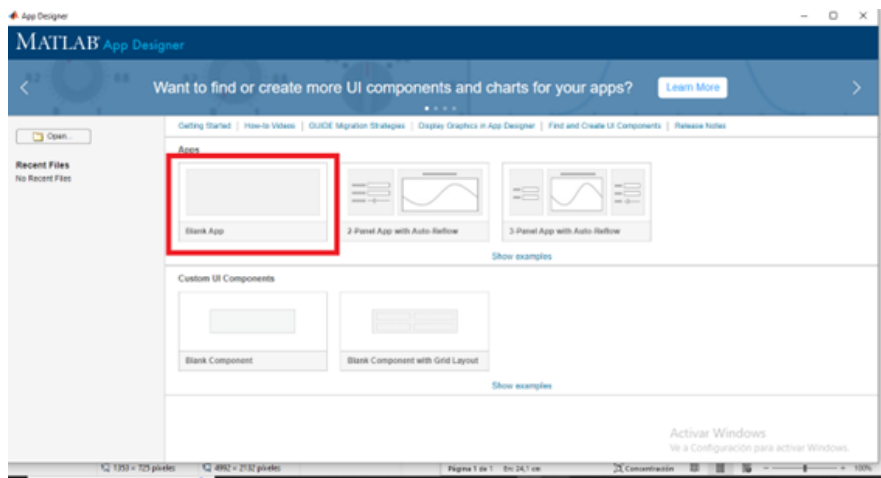 App Designer
MATLAB App Designer
Want to find or create more UI components and charts for your apps? Learn More
Open...
Getting Started | How-to Videos | GUIDE Migration Strategies | Display Graphics in App Designer | Find and Create UI Components | Release Notes
Recent Files
No Recent Files
Apps
Blank App
2-Panel App with Auto-Reflow
3-Panel App with Auto-Reflow
Show examples
Custom UI Components
Blank Component
Blank Component with Grid Layout
Show examples
Activar Windows
Ve a Configuración para activar Windows.
1353 × 725 píxeles 4992 × 2132 píxeles Página 1 de 1 En: 24,1 cm Concentración 100%